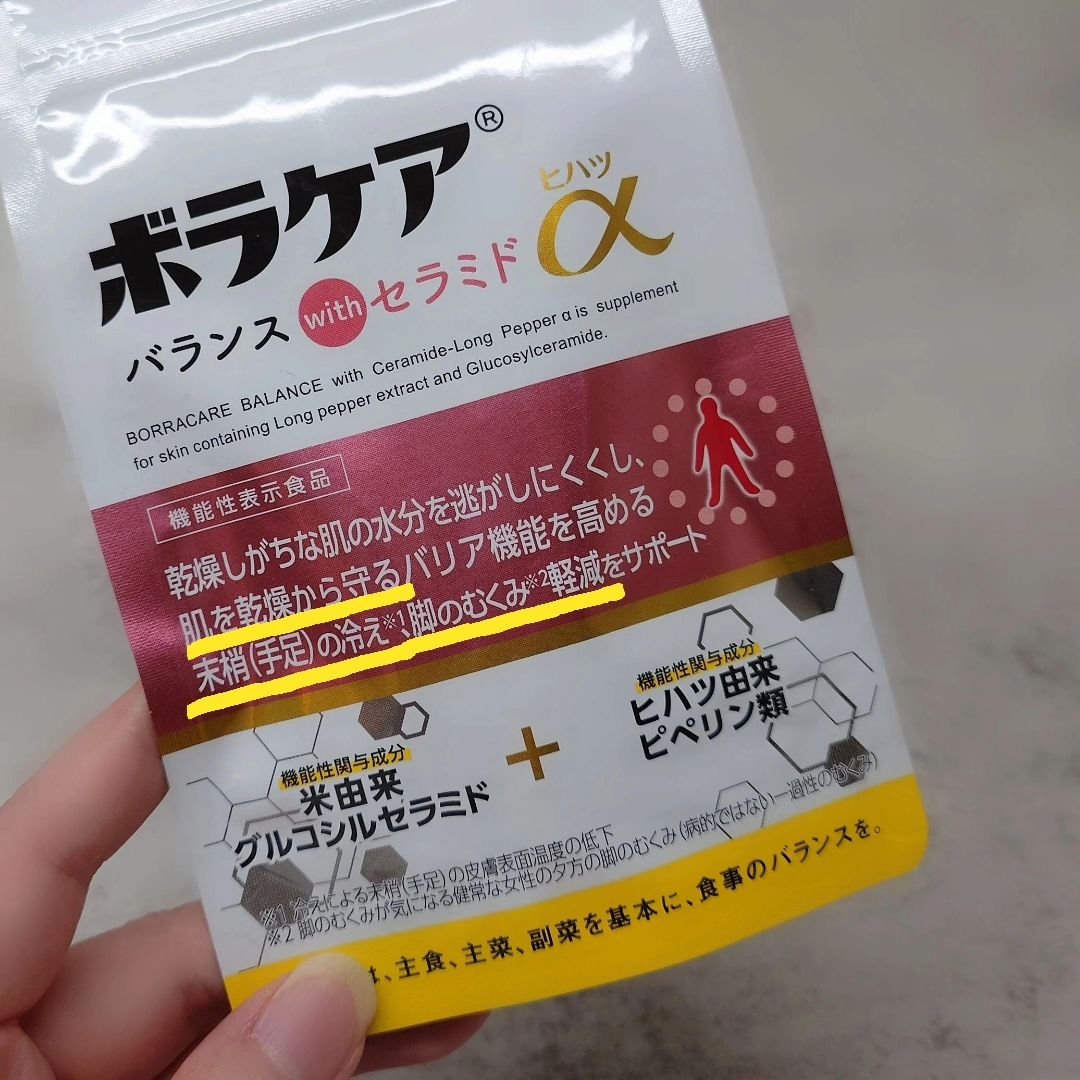 ボラケア®
ヒハツ
バランス with セラミド α
BORRACARE BALANCE with Ceramide-Long Pepper α is supplement
for skin containing Long pepper extract and Glucosylceramide.
機能性表示食品
乾燥しがちな肌の水分を逃がしにくくし、
肌を乾燥から守るバリア機能を高める
末梢(手足)の冷え※1、脚のむくみ※2軽減をサポート
機能性関与成分
米由来
グルコシルセラミド
+
機能性関与成分
ヒハツ由来
ピペリン類
※1 冷えによる末梢(手足)の皮膚表面温度の低下
※2 脚のむくみが気になる健常な女性の夕方の脚のむくみ(病的ではない一過性のむくみ)
は、主食、主菜、副菜を基本に、食事のバランスを。